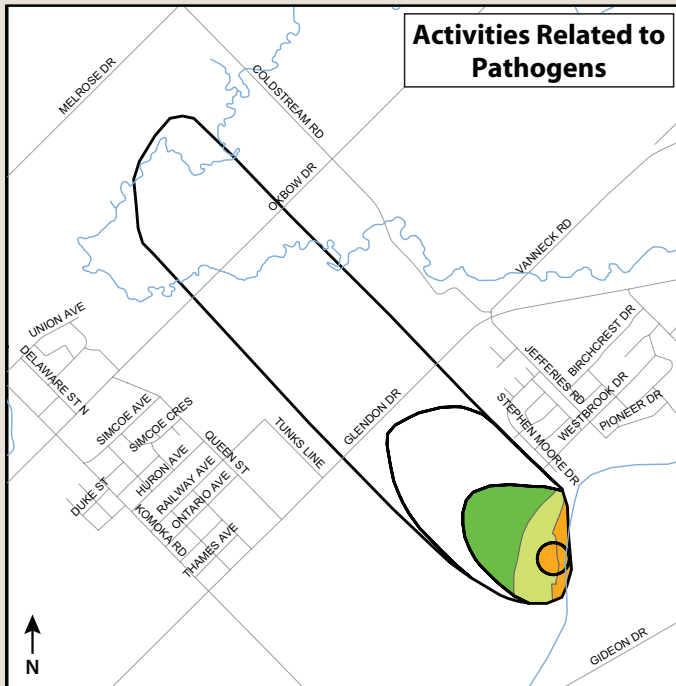 Activities Related to
Pathogens
MELROSE DR
COLDSTREAM RD
OXBOW DR
VANNECK RD
UNION AVE
DELAWARE ST N
SIMCOE AVE
SIMCOE CRES
QUEEN ST
TUNKS LINE
GLENDON DR
JEFFERIES RD
BIRCHCREST DR
STEPHEN MOORE DR
WESTBROOK DR
PIONEER DR
DUKE ST
HURON AVE
RAILWAY AVE
ONTARIO AVE
KOMOKA RD
THAMES AVE
GIDEON DR
N